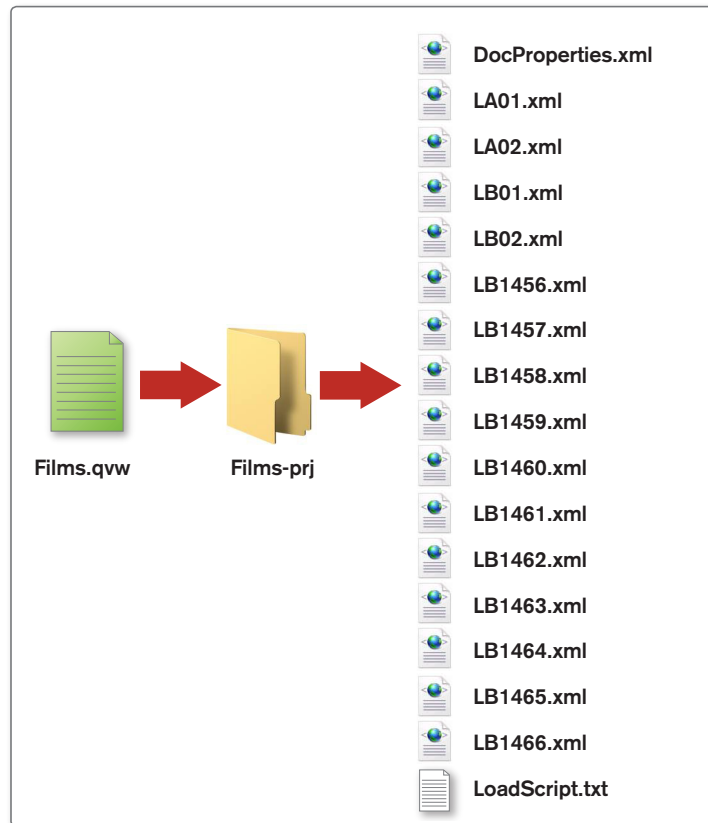 Films.qvw
Films-prj
DocProperties.xml
LA01.xml
LA02.xml
LB01.xml
LB02.xml
LB1456.xml
LB1457.xml
LB1458.xml
LB1459.xml
LB1460.xml
LB1461.xml
LB1462.xml
LB1463.xml
LB1464.xml
LB1465.xml
LB1466.xml
LoadScript.txt